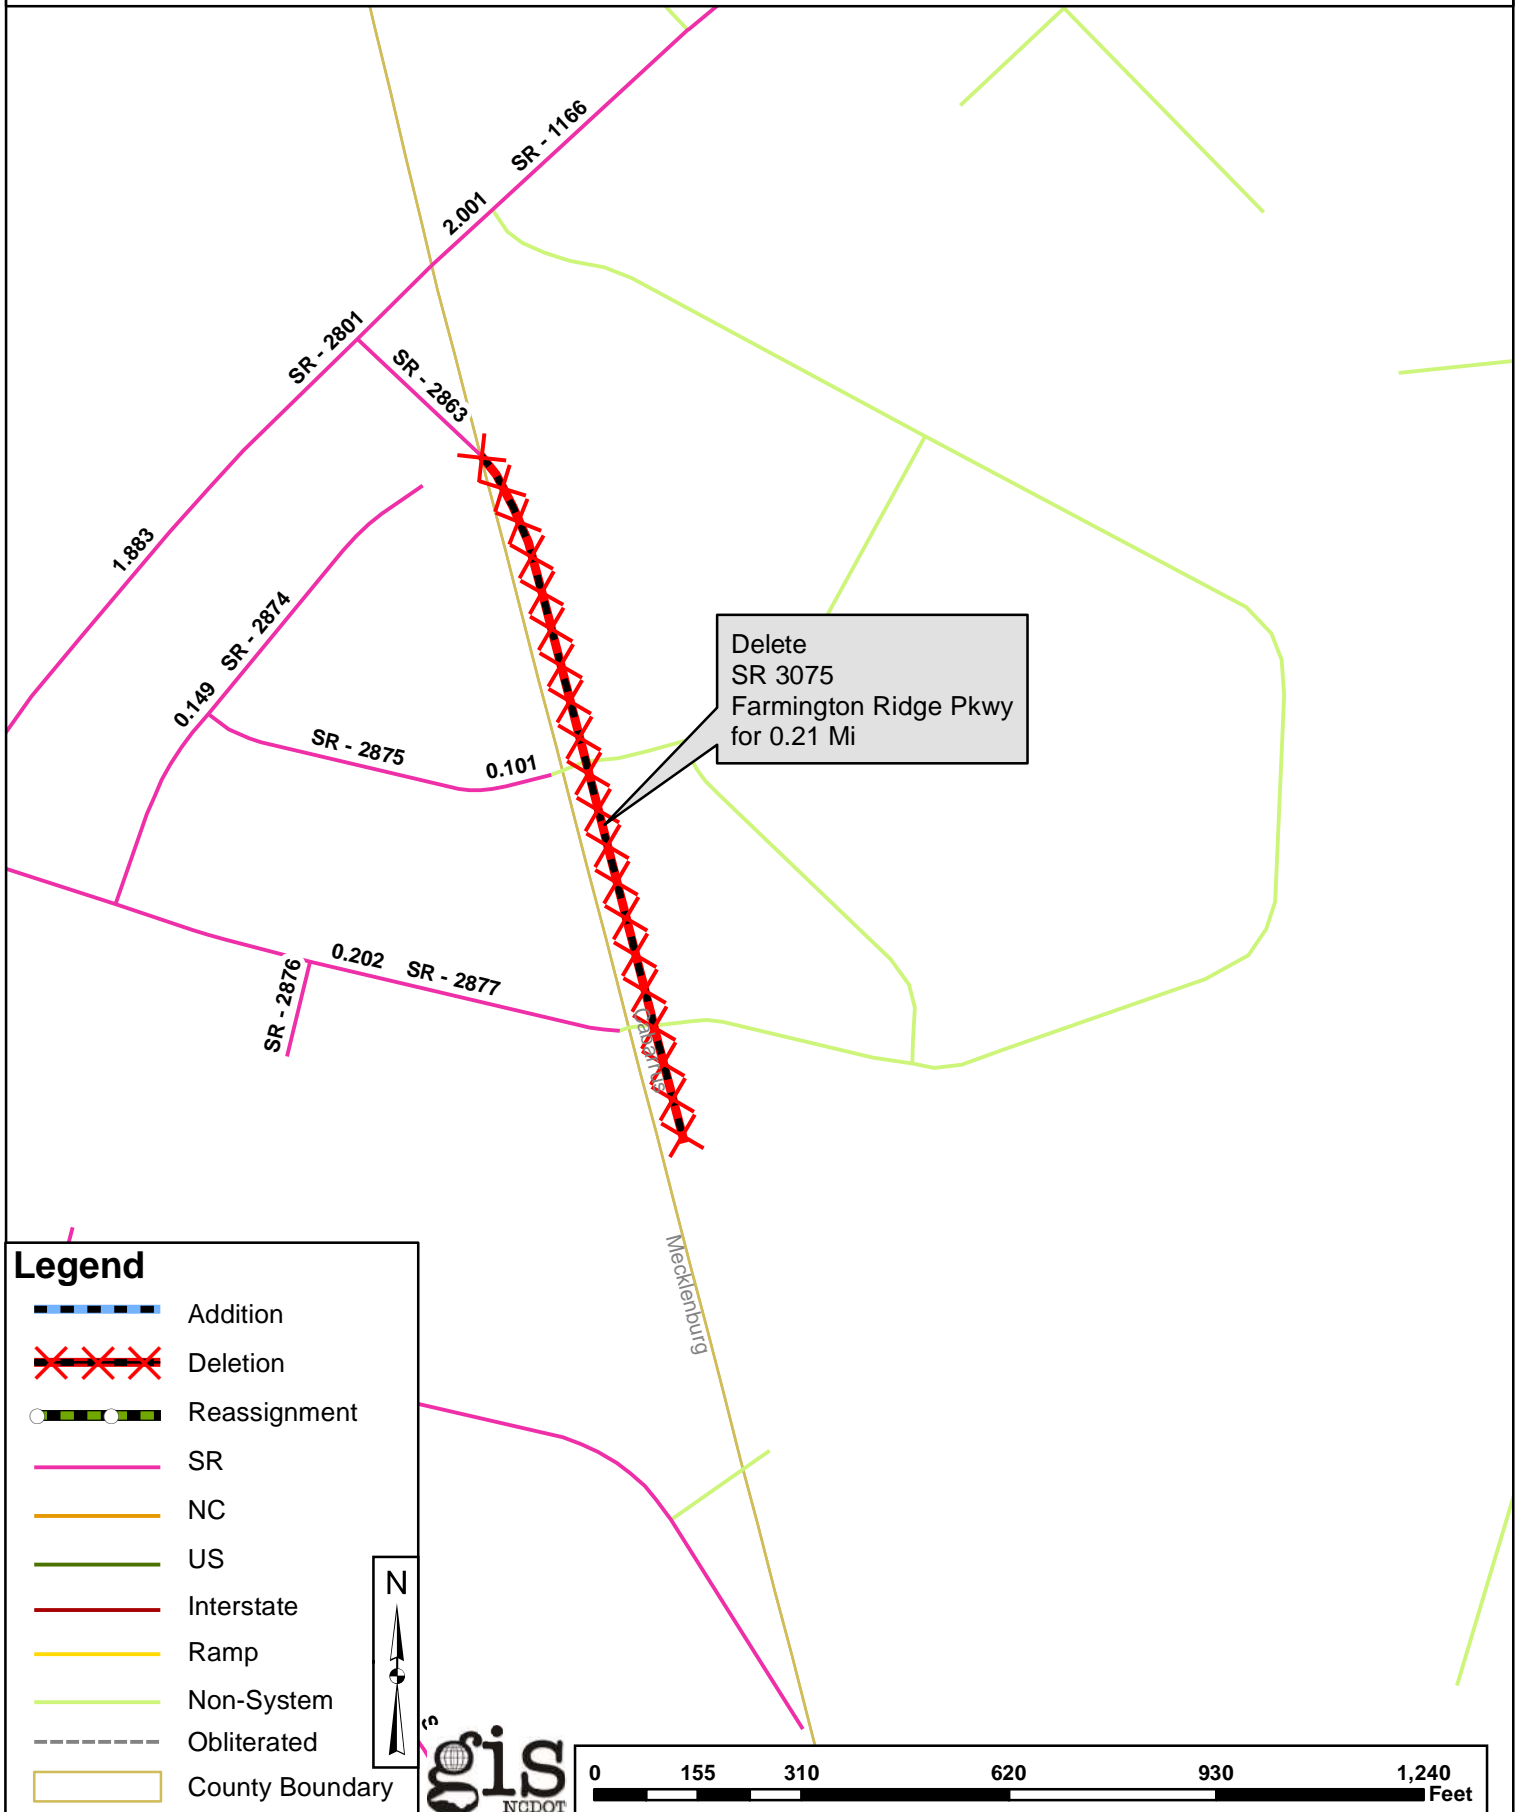 SR - 1166
2.001
SR - 2801
SR - 2863
1.883
SR - 2874
0.149
SR - 2875
0.101
Delete
SR 3075
Farmington Ridge Pkwy
for 0.21 Mi
0.202
SR - 2877
SR - 2876
Cabarrus
Mecklenburg
Legend
Addition
Deletion
Reassignment
SR
NC
US
Interstate
Ramp
Non-System
Obliterated
County Boundary
N
gis
NCDOT
0 155 310 620 930 1,240
Feet